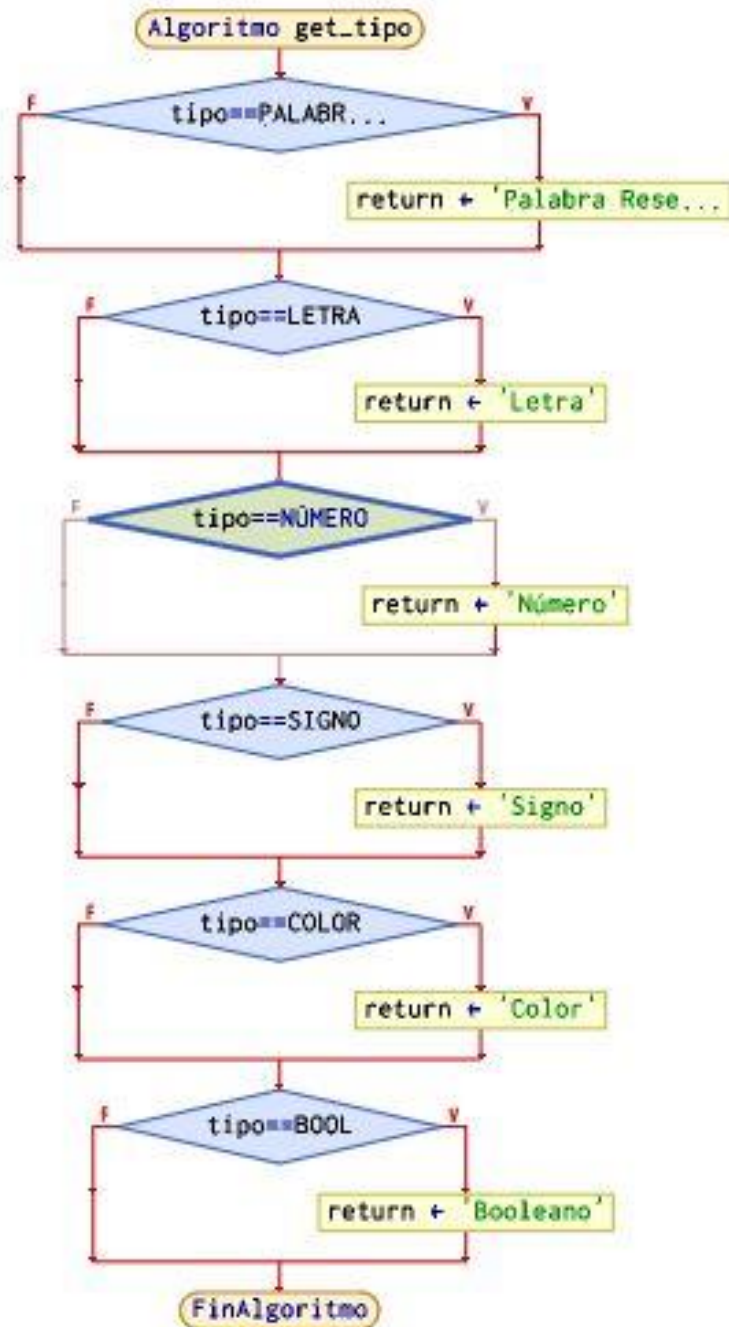 Algoritmo get_tipo
F
V
tipo==PALABR...
return ← 'Palabra Rese...
F
V
tipo==LETRA
return ← 'Letra'
F
V
tipo==NÚMERO
return ← 'Número'
F
V
tipo==SIGNO
return ← 'Signo'
F
V
tipo==COLOR
return ← 'Color'
F
V
tipo==BOOL
return ← 'Booleano'
FinAlgoritmo